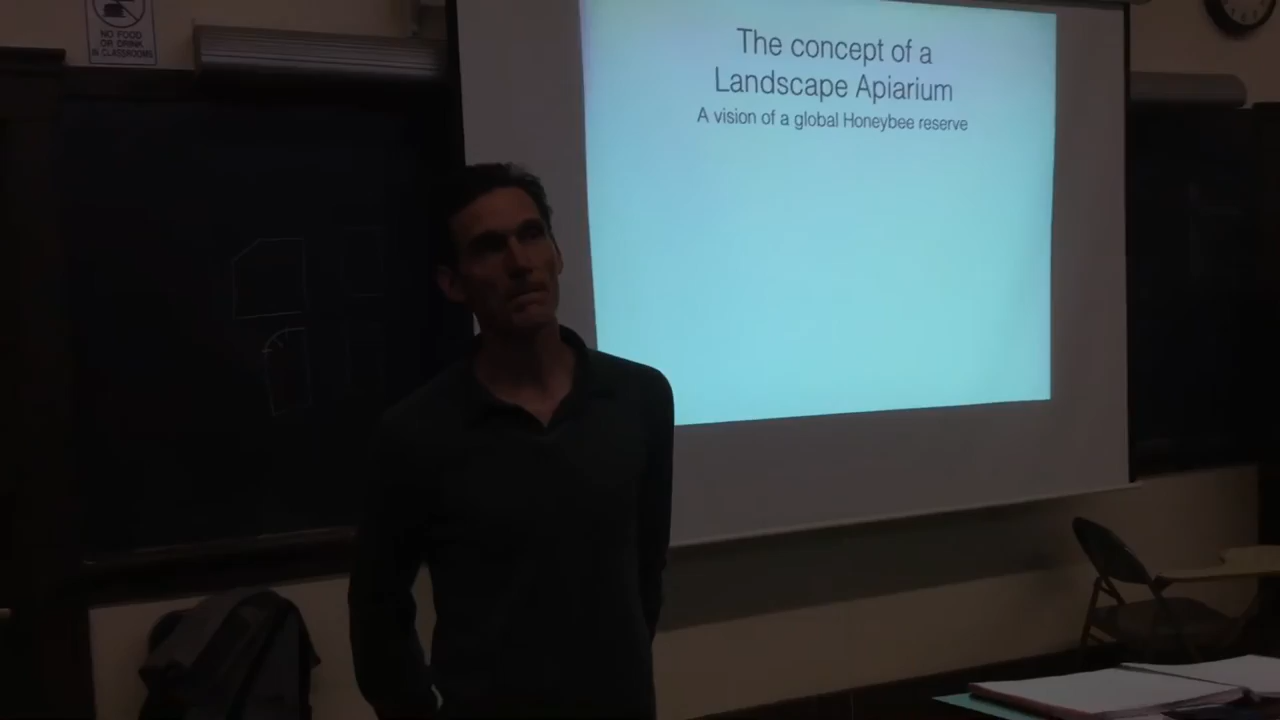 NO FOOD
OR DRINK
IN CLASSROOMS
The concept of a
Landscape Apiarium
A vision of a global Honeybee reserve